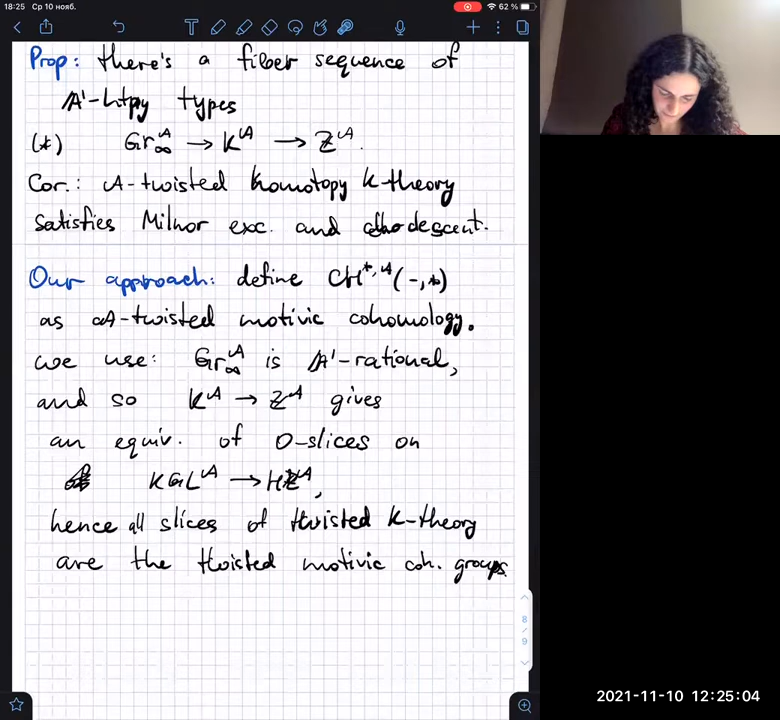 18:25 Ср 10 нояб.
62 %
Prop: there's a fiber sequence of
A¹-htpy types
(*) Gr∞^A → K^A → Z^A.
Cor.: A-twisted homotopy K-theory
satisfies Milnor exc. and cdh descent.
Our approach: define CH^{*,A}(-,*)
as A-twisted motivic cohomology.
we use: Gr∞^A is A¹-rational,
and so K^A → Z^A gives
an equiv. of 0-slices on
KGL^A → HZ^A,
hence all slices of twisted K-theory
are the twisted motivic coh. groups
8/9
2021-11-10 12:25:04